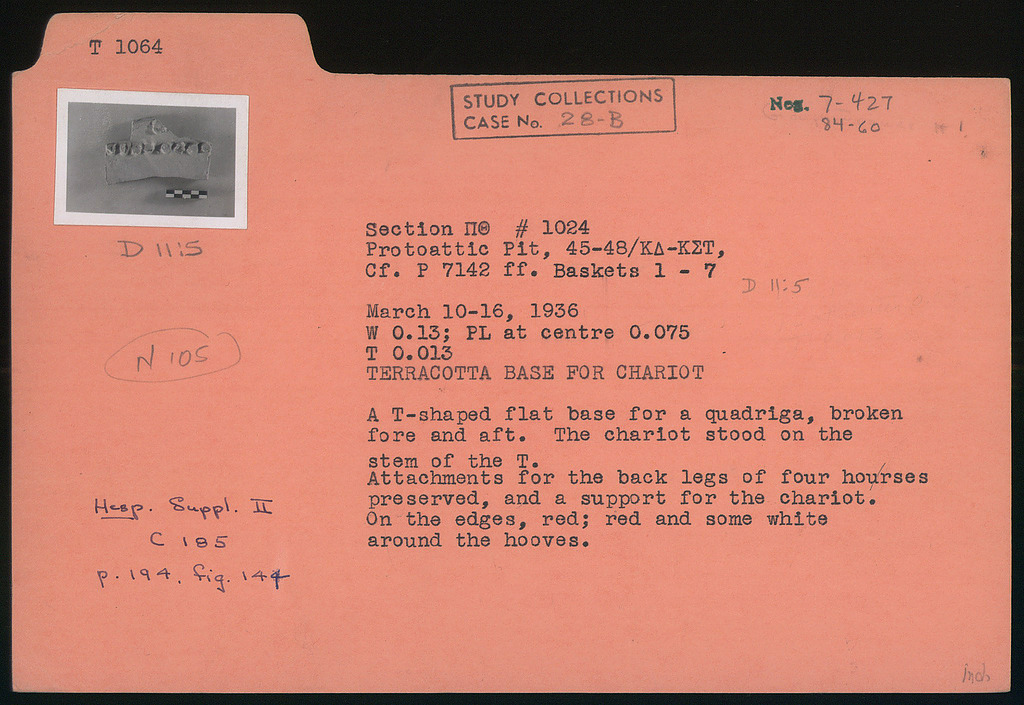 T 1064
STUDY COLLECTIONS
CASE No. 28-B
Neg. 7-427
84-60
D 11:5
Section ΠΘ # 1024
Protoattic Pit, 45-48/ΚΔ-ΚΣΤ,
Cf. P 7142 ff. Baskets 1 - 7
D 11:5
March 10-16, 1936
W 0.13; PL at centre 0.075
T 0.013
TERRACOTTA BASE FOR CHARIOT
N 105
A T-shaped flat base for a quadriga, broken
fore and aft. The chariot stood on the
stem of the T.
Attachments for the back legs of four hourses
preserved, and a support for the chariot.
On the edges, red; red and some white
around the hooves.
Hesp. Suppl. II
C 185
p. 194, fig. 144